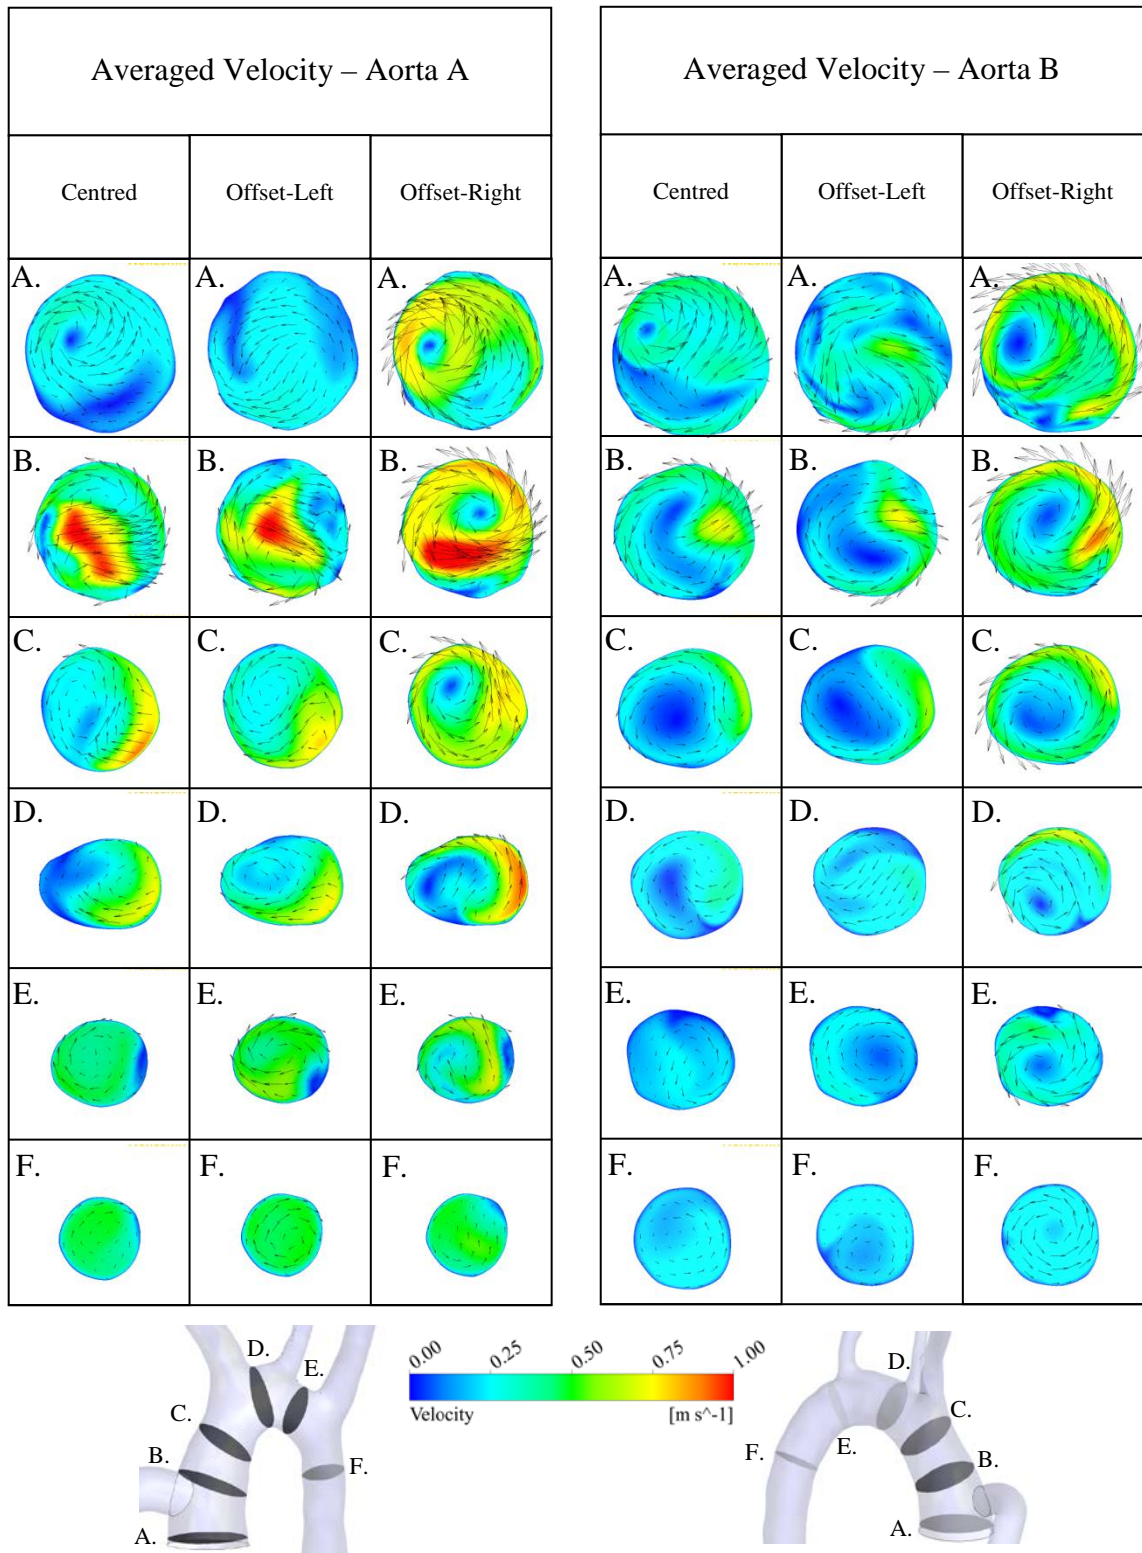 Averaged Velocity – Aorta A
Averaged Velocity – Aorta B
Centred
Offset-Left
Offset-Right
Centred
Offset-Left
Offset-Right
A.
A.
A.
A.
A.
A.
B.
B.
B.
B.
B.
B.
C.
C.
C.
C.
C.
C.
D.
D.
D.
D.
D.
D.
E.
E.
E.
E.
E.
E.
F.
F.
F.
F.
F.
F.
D.
E.
C.
B.
F.
A.
0.00
0.25
0.50
0.75
1.00
Velocity
[m s^-1]
D.
C.
B.
E.
F.
A.